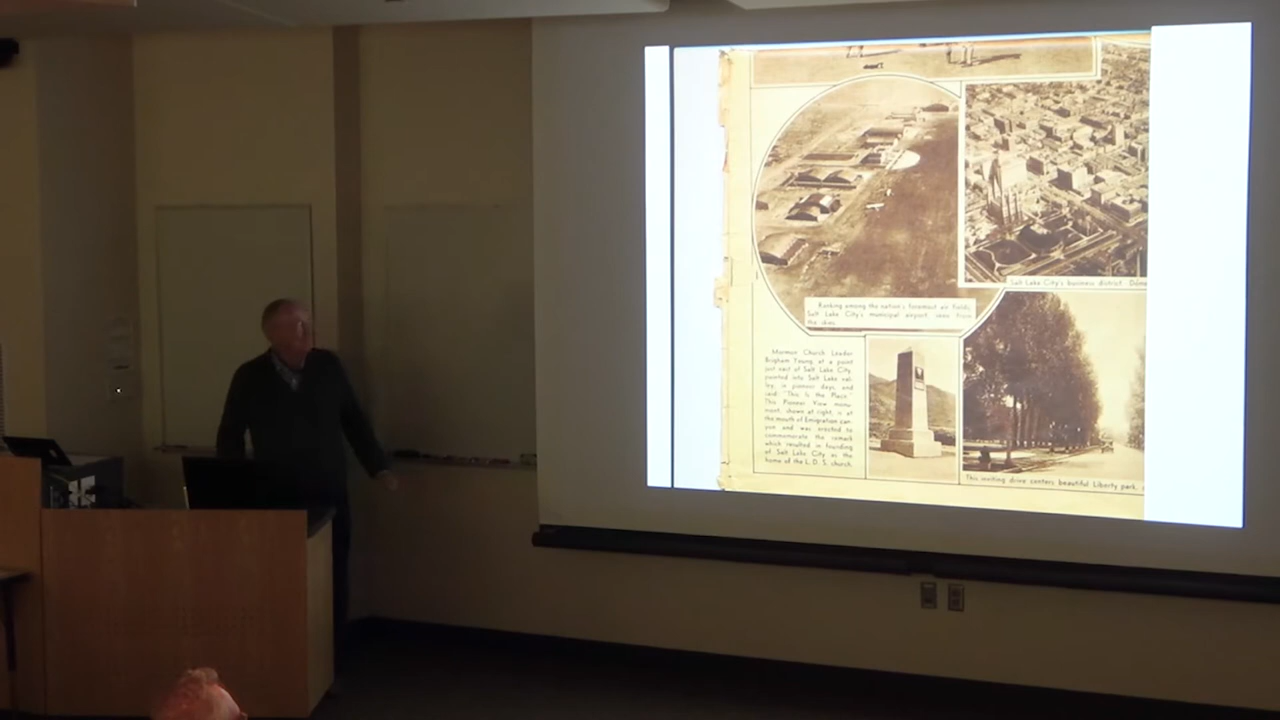 Salt Lake City's business district.
Ranking among the nation's foremost air fields,
Salt Lake City's municipal airport, seen from
the skies.
Mormon Church Leader
Brigham Young, at a point
just east of Salt Lake City,
pointed into Salt Lake val-
ley, in pioneer days, and
said: "This Is the Place."
This Pioneer View monu-
ment, shown at right, is at
the mouth of Emigration can-
yon and was erected to
commemorate the remark
which resulted in founding
of Salt Lake City as the
home of the L. D. S. church.
This inviting drive centers beautiful Liberty park,